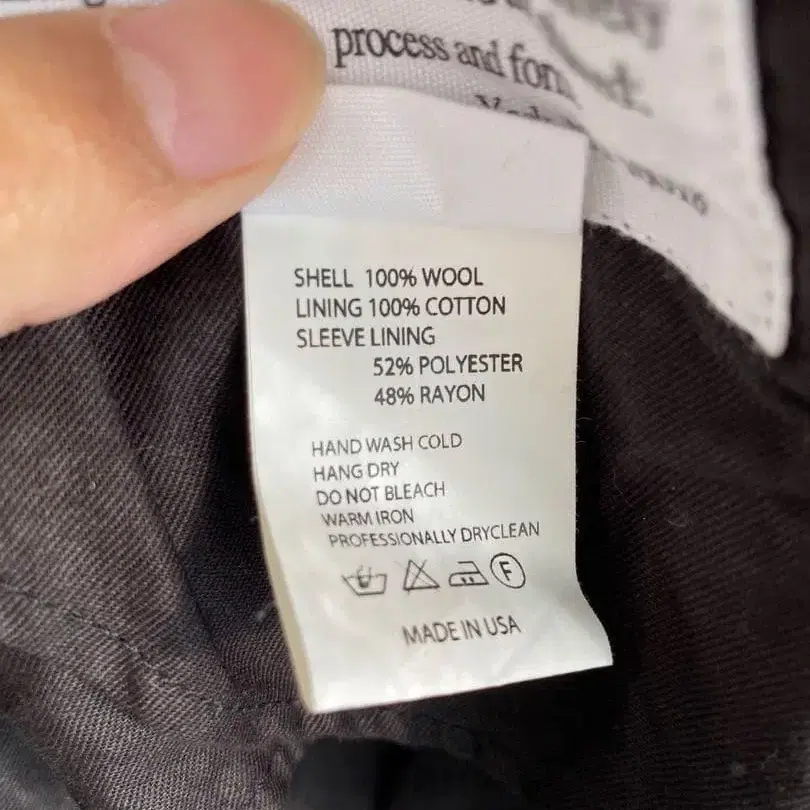 process and
SHELL 100% WOOL
LINING 100% COTTON
SLEEVE LINING
52% POLYESTER
48% RAYON
HAND WASH COLD
HANG DRY
DO NOT BLEACH
WARM IRON
PROFESSIONALLY DRYCLEAN
F
MADE IN USA